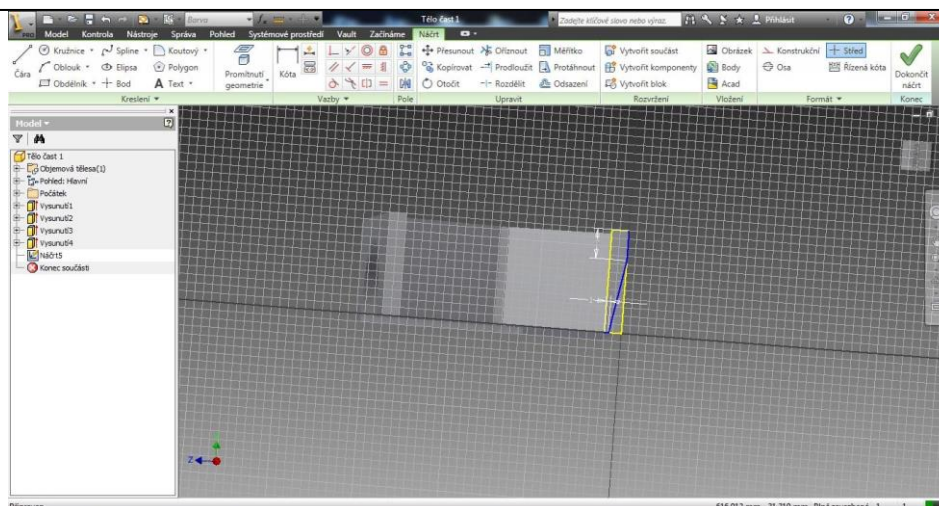 Barva
Tělo čast 1
Zadejte klíčové slovo nebo výraz.
Přihlásit
PRO
Model Kontrola Nástroje Správa Pohled Systémové prostředí Vault Začínáme Náčrt
Kružnice Spline Koutový
Oblouk Elipsa Polygon
Obdélník Bod Text
Čára
Promítnutí geometrie
Kóta
Přesunout Oříznout Měřítko
Kopírovat Prodloužit Protáhnout
Otočit Rozdělit Odsazení
Vytvořit součást
Vytvořit komponenty
Vytvořit blok
Obrázek
Body
Acad
Konstrukční Střed
Osa Řízená kóta
Dokončit náčrt
Kreslení Vazby Pole Upravit Rozvržení Vložení Formát Konec
Model
Tělo čast 1
Objemová tělesa(1)
Pohled: Hlavní
Počátek
Vysunutí1
Vysunutí2
Vysunutí3
Vysunutí4
Náčrt5
Konec součásti
Z